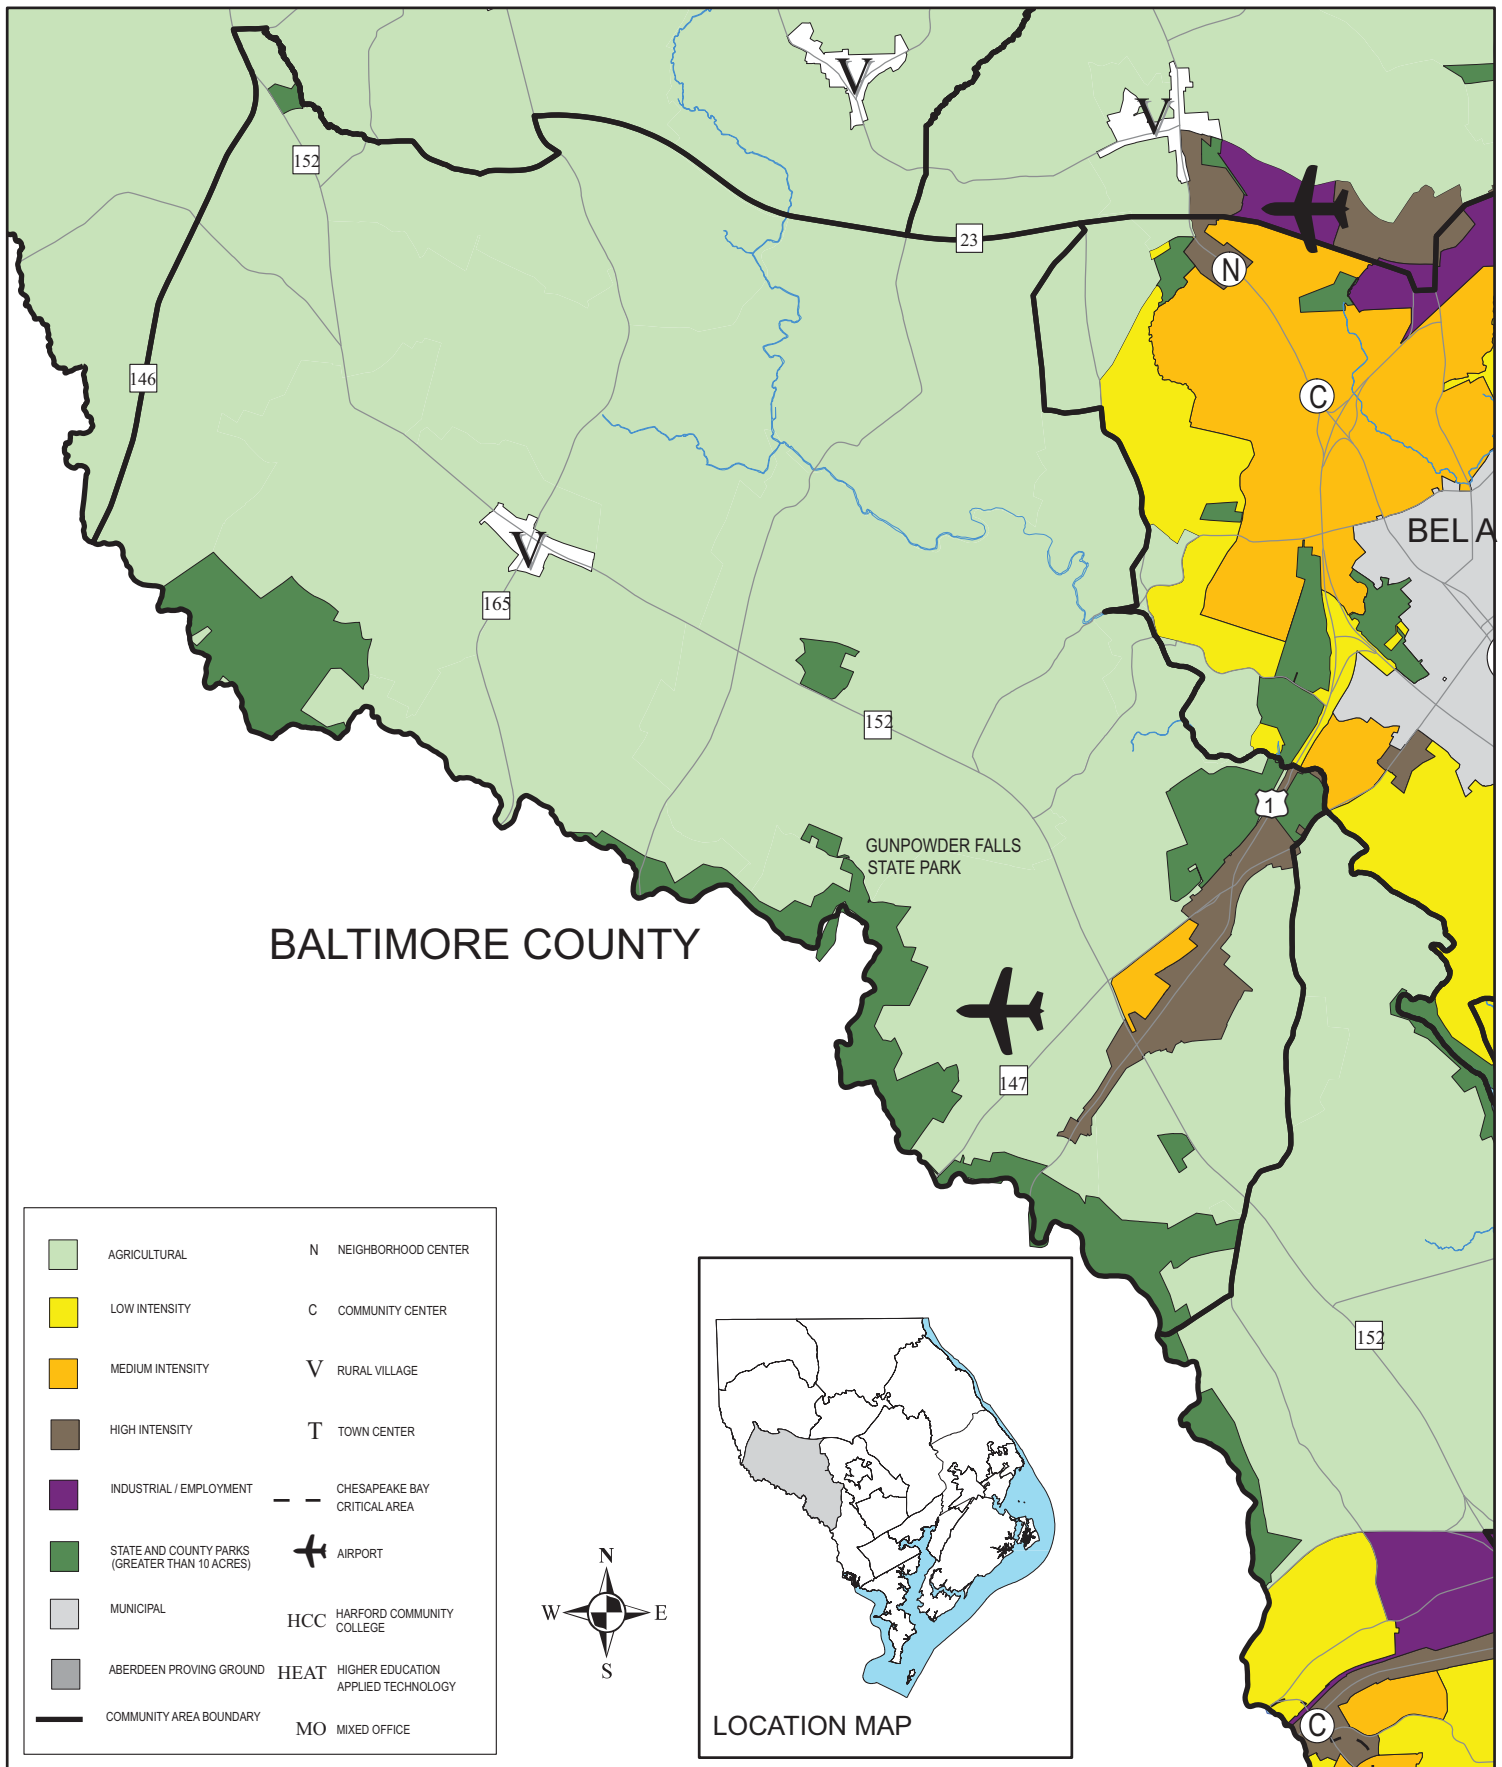 V
V
152
23
N
146
C
BEL A
V
165
152
1
GUNPOWDER FALLS
STATE PARK
BALTIMORE COUNTY
147
152
C
AGRICULTURAL
LOW INTENSITY
MEDIUM INTENSITY
HIGH INTENSITY
INDUSTRIAL / EMPLOYMENT
STATE AND COUNTY PARKS
(GREATER THAN 10 ACRES)
MUNICIPAL
ABERDEEN PROVING GROUND
COMMUNITY AREA BOUNDARY
N NEIGHBORHOOD CENTER
C COMMUNITY CENTER
V RURAL VILLAGE
T TOWN CENTER
CHESAPEAKE BAY
CRITICAL AREA
AIRPORT
HCC HARFORD COMMUNITY
COLLEGE
HEAT HIGHER EDUCATION
APPLIED TECHNOLOGY
MO MIXED OFFICE
N
W E
S
LOCATION MAP